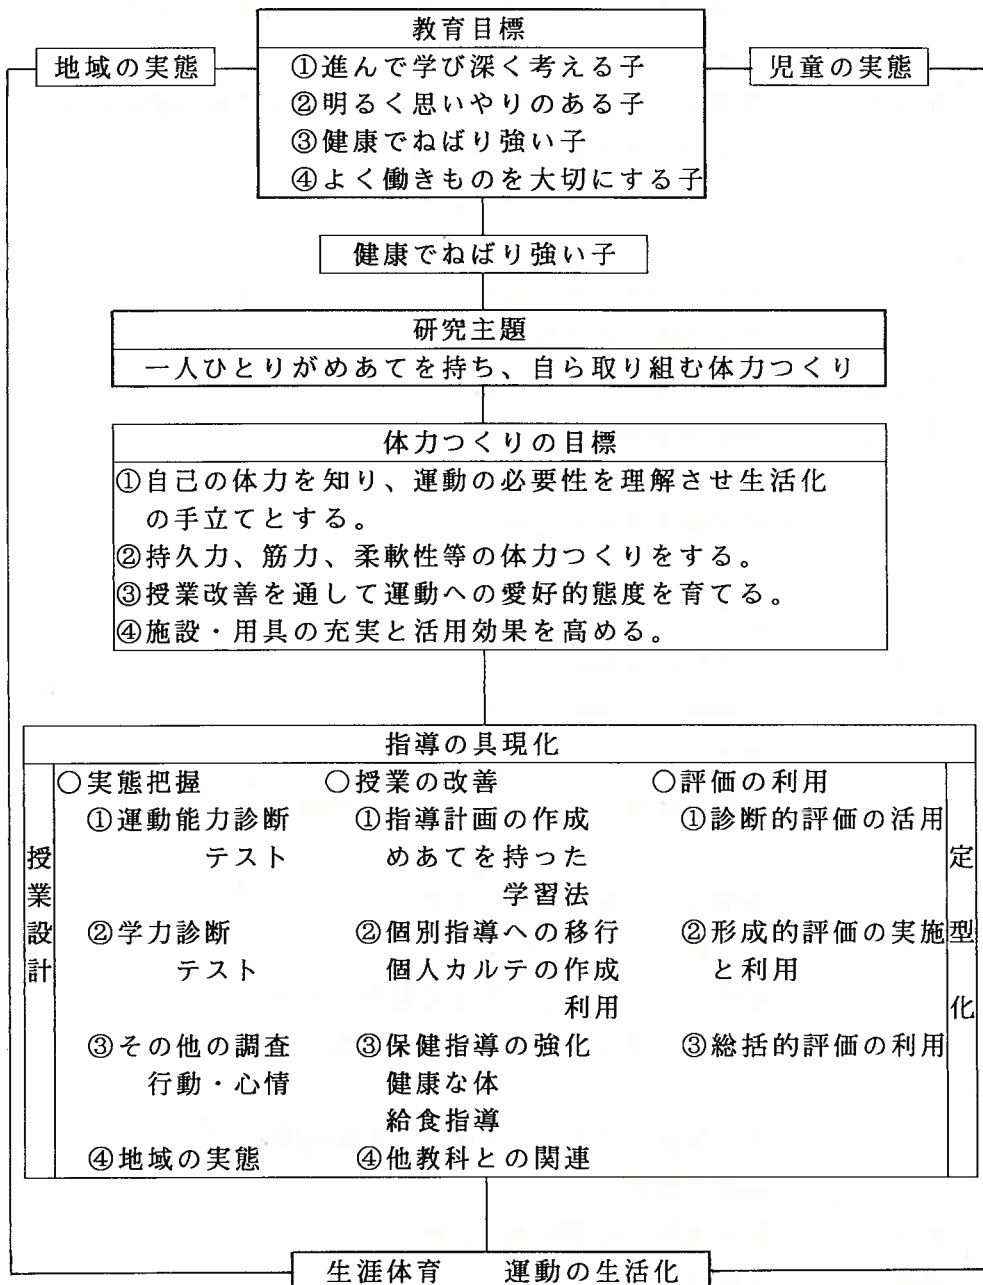 教育目標
地域の実態
①進んで学び深く考える子
児童の実態
②明るく思いやりのある子
③健康でねばり強い子
④よく働きものを大切にする子
健康でねばり強い子
研究主題
一人ひとりがめあてを持ち、自ら取り組む体力つくり
体力つくりの目標
①自己の体力を知り、運動の必要性を理解させ生活化
の手立てとする。
②持久力、筋力、柔軟性等の体力つくりをする。
③授業改善を通して運動への愛好的態度を育てる。
④施設・用具の充実と活用効果を高める。
指導の具現化
授業設計
○実態把握
①運動能力診断
テスト
②学力診断
テスト
③その他の調査
行動・心情
④地域の実態
○授業の改善
①指導計画の作成
めあてを持った
学習法
②個別指導への移行
個人カルテの作成
利用
③保健指導の強化
健康な体
給食指導
④他教科との関連
○評価の利用
①診断的評価の活用
②形成的評価の実施
と利用
③総括的評価の利用
定型化
生涯体育 運動の生活化